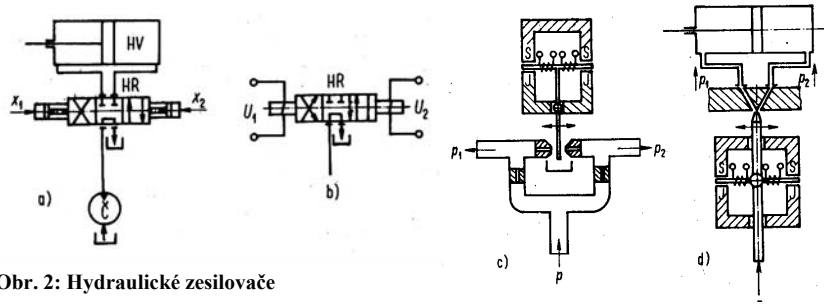 HV
HR
x₁
x₂
Č
a)
HR
U₁
U₂
b)
S
S
J
J
p₁
p₂
c)
p
p₁
p₂
S
S
J
J
d)
Obr. 2: Hydraulické zesilovače